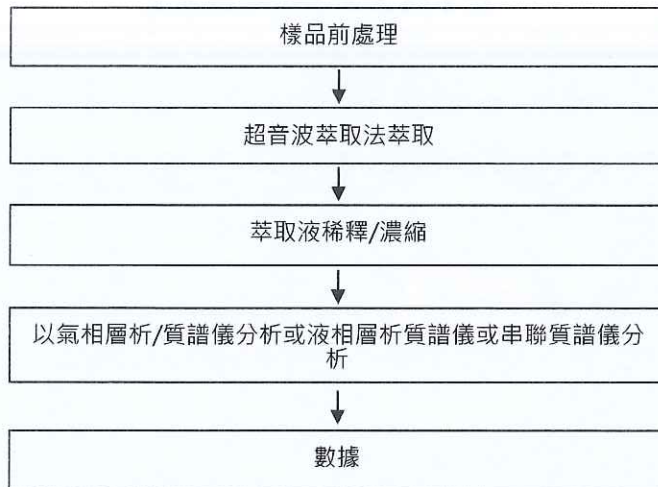 樣品前處理
超音波萃取法萃取
萃取液稀釋/濃縮
以氣相層析/質譜儀分析或液相層析質譜儀或串聯質譜儀分
析
數據